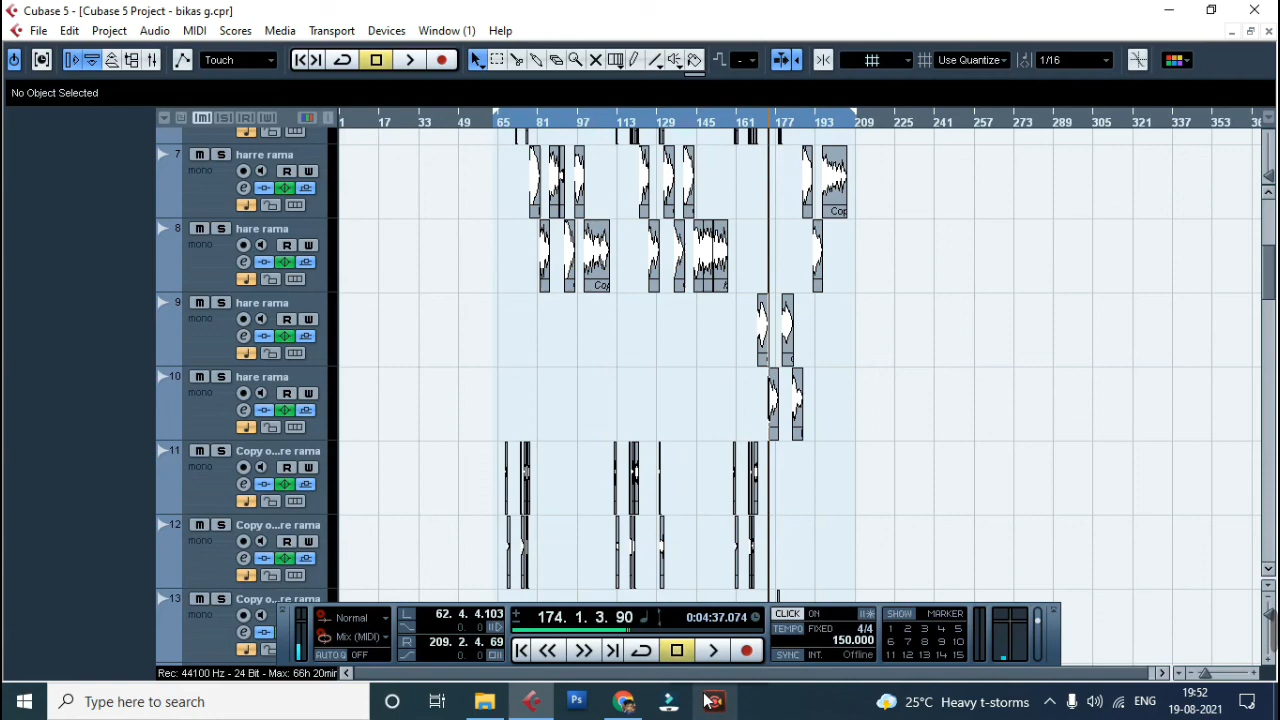 Cubase 5 - [Cubase 5 Project - bikas g.cpr]
File Edit Project Audio MIDI Scores Media Transport Devices Window (1) Help
Touch Use Quantize 1/16
No Object Selected
1 17 33 49 65 81 97 113 129 145 161 177 193 209 225 241 257 273 289 305 321 337 353
7 m S harre rama
mono R W
Cop
8 m S hare rama
mono R W
Cop
9 m S hare rama
mono R W
10 m S hare rama
mono R W
11 m S Copy o...re rama
mono R W
12 m S Copy o...re rama
mono R W
13 Copy o...re rama
mono
Normal L 62. 4. 4.103 174. 1. 3. 90 0:04:37.074 CLICK ON SHOW MARKER
Mix (MIDI) R 209. 2. 4. 69 TEMPO FIXED 4/4 150.000 1 2 3 4 5
6 7 8 9 10
AUTO Q OFF SYNC INT. Offline 11 12 13 14 15
Rec: 44100 Hz - 24 Bit - Max: 66h 20min
Type here to search
25°C Heavy t-storms ENG 19:52
19-08-2021